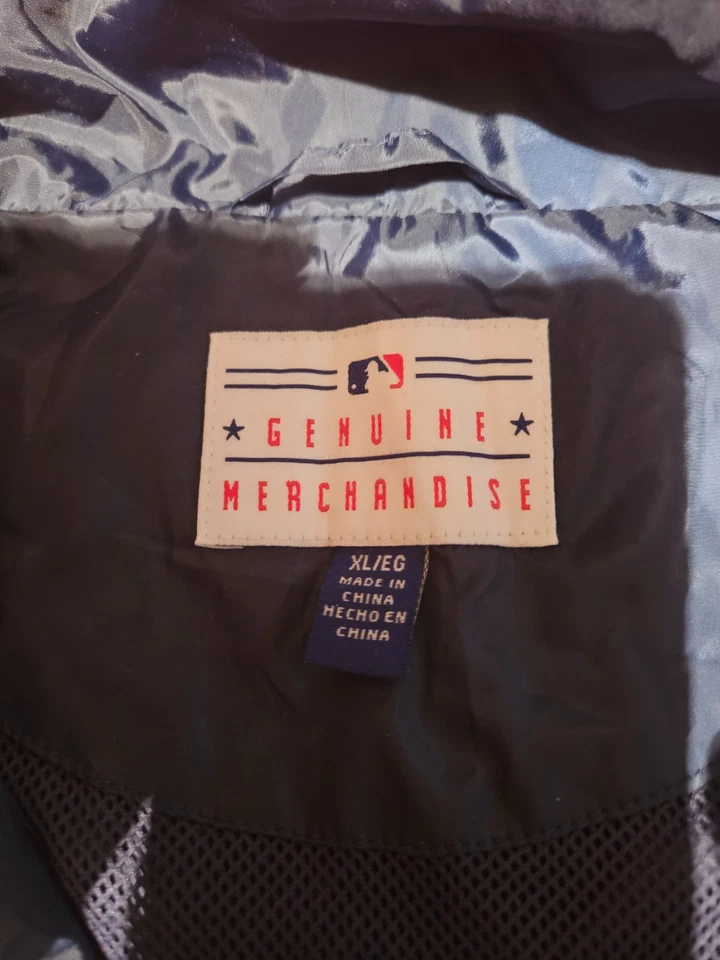 GENUINE
MERCHANDISE
XL/EG
MADE IN
CHINA
HECHO EN
CHINA